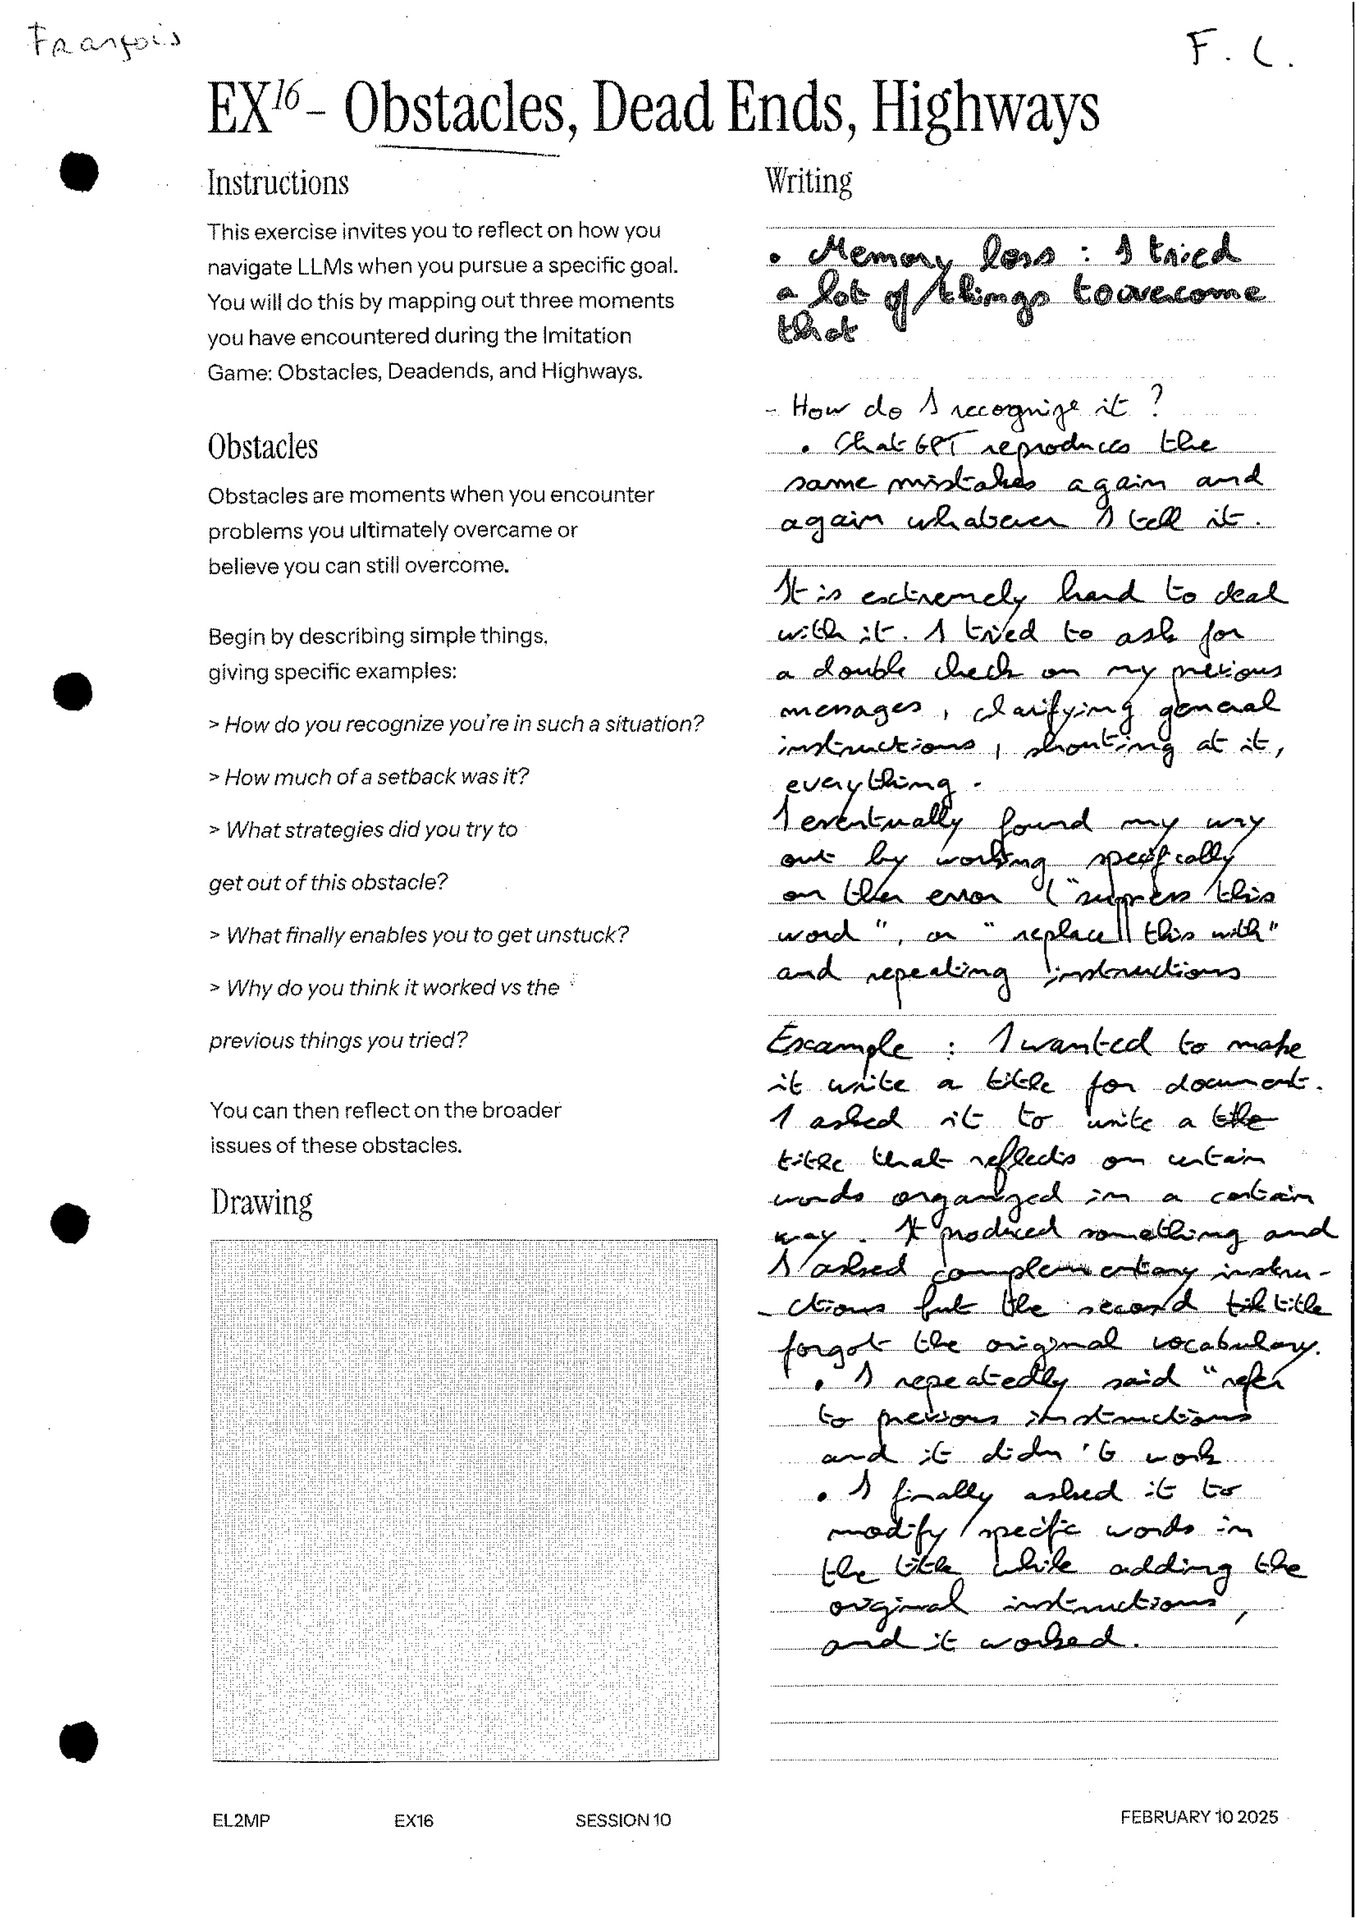 François
F. C.
EX16 - Obstacles, Dead Ends, Highways
Instructions
This exercise invites you to reflect on how you
navigate LLMs when you pursue a specific goal.
You will do this by mapping out three moments
you have encountered during the Imitation
Game: Obstacles, Deadends, and Highways.
Obstacles
Obstacles are moments when you encounter
problems you ultimately overcame or
believe you can still overcome.
Begin by describing simple things,
giving specific examples:
> How do you recognize you're in such a situation?
> How much of a setback was it?
> What strategies did you try to
get out of this obstacle?
> What finally enables you to get unstuck?
> Why do you think it worked vs the
previous things you tried?
You can then reflect on the broader
issues of these obstacles.
Drawing
Writing
• Memory loss : I tried
a lot of things to overcome
that
- How do I recognize it ?
• ChatGPT reproduces the
same mistakes again and
again whatever I tell it.
It is extremely hard to deal
with it. I tried to ask for
a double check on my previous
messages, clarifying general
instructions, shouting at it,
everything.
I eventually found my way
out by working specifically
on the error ("suppress this
word", or "replace this with"
and repeating instructions
Example : I wanted to make
it write a title for document.
I asked it to write a the
title that reflects on certain
words organized in a certain
way. It produced something and
I asked complementary instru-
-ctions but the second title
forgot the original vocabulary.
• I repeatedly said "refer
to previous instructions
and it didn't work
• I finally asked it to
modify specific words in
the title while adding the
original instructions,
and it worked.
EL2MP EX16 SESSION 10 FEBRUARY 10 2025